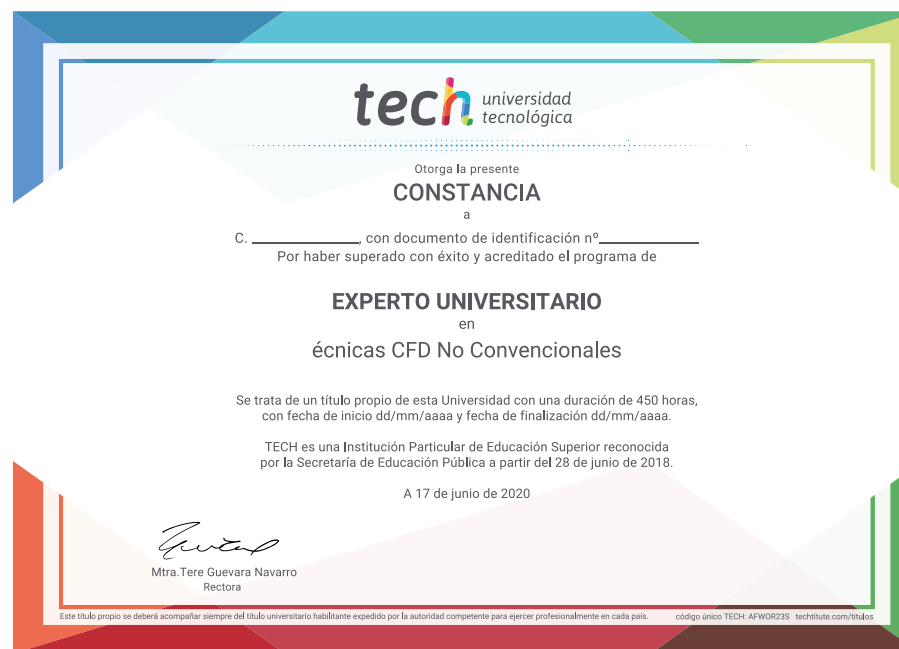 tech universidad
tecnológica
Otorga la presente
CONSTANCIA
a
C. ____________, con documento de identificación nº____________
Por haber superado con éxito y acreditado el programa de
EXPERTO UNIVERSITARIO
en
écnicas CFD No Convencionales
Se trata de un título propio de esta Universidad con una duración de 450 horas,
con fecha de inicio dd/mm/aaaa y fecha de finalización dd/mm/aaaa.
TECH es una Institución Particular de Educación Superior reconocida
por la Secretaría de Educación Pública a partir del 28 de junio de 2018.
A 17 de junio de 2020
Mtra.Tere Guevara Navarro
Rectora
Este título propio se deberá acompañar siempre del título universitario habilitante expedido por la autoridad competente para ejercer profesionalmente en cada país. código único TECH: AFWOR23S techtitute.com/titulos